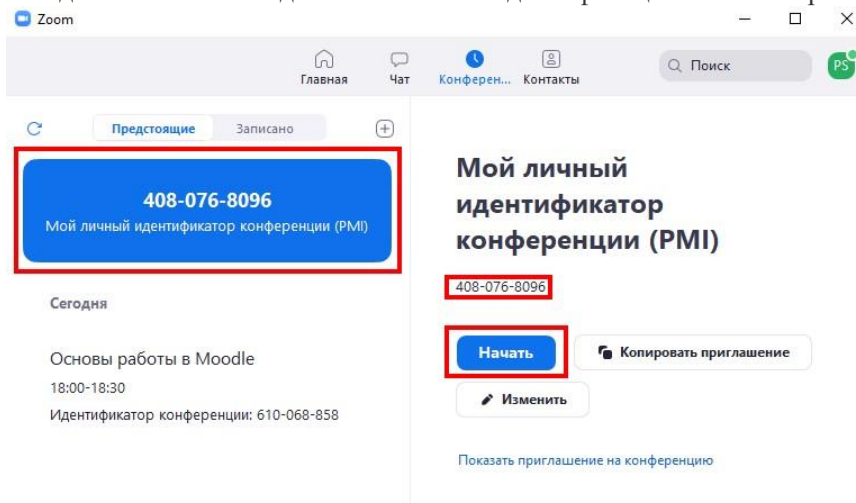 Zoom
Главная
Чат
Конферен...
Контакты
Поиск
PS
Предстоящие
Записано
408-076-8096
Мой личный идентификатор конференции (PMI)
Сегодня
Основы работы в Moodle
18:00-18:30
Идентификатор конференции: 610-068-858
Мой личный
идентификатор
конференции (PMI)
408-076-8096
Начать
Копировать приглашение
Изменить
Показать приглашение на конференцию